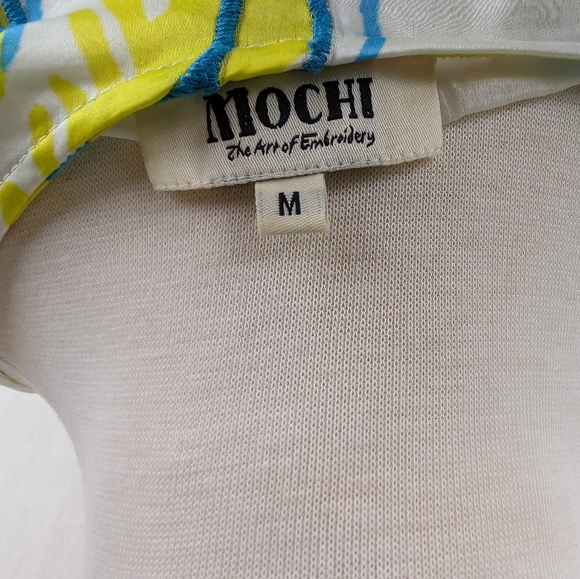 MOCHI
The Art of Embroidery
M